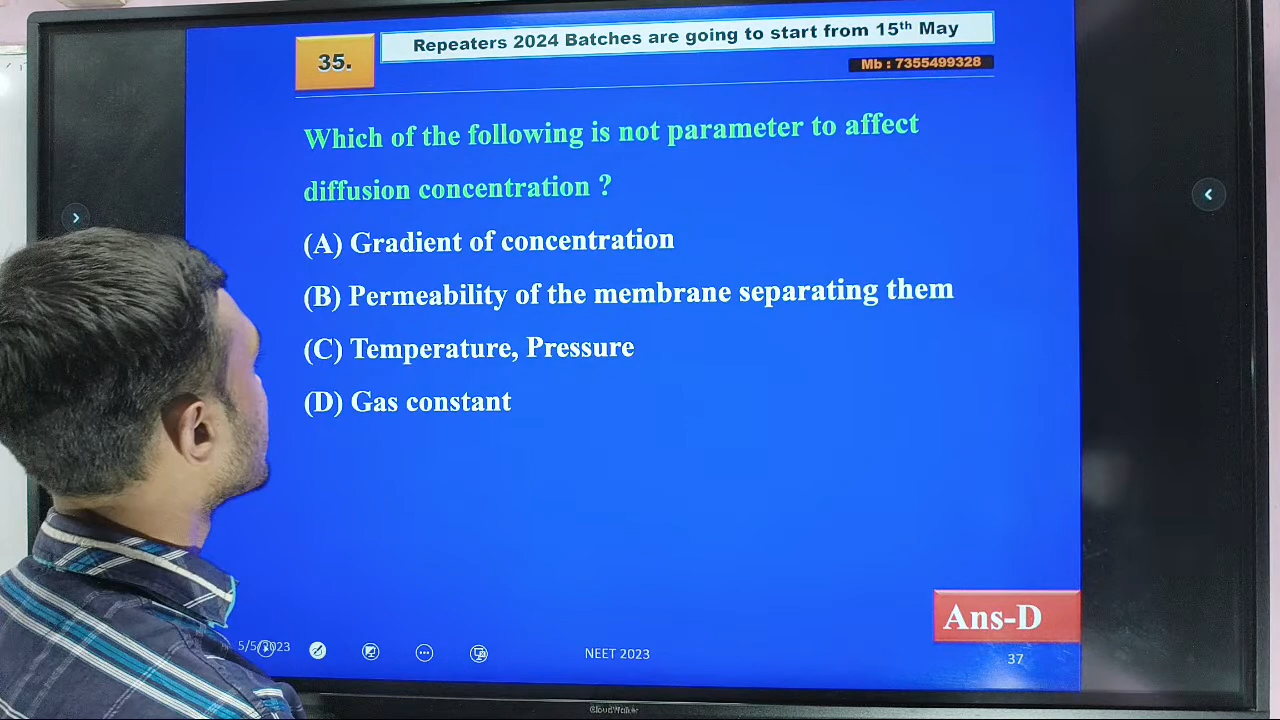 35.
Repeaters 2024 Batches are going to start from 15th May
Mb : 7355499328
Which of the following is not parameter to affect
diffusion concentration ?
(A) Gradient of concentration
(B) Permeability of the membrane separating them
(C) Temperature, Pressure
(D) Gas constant
Ans-D
5/5/2023
NEET 2023
37
CloudWalker